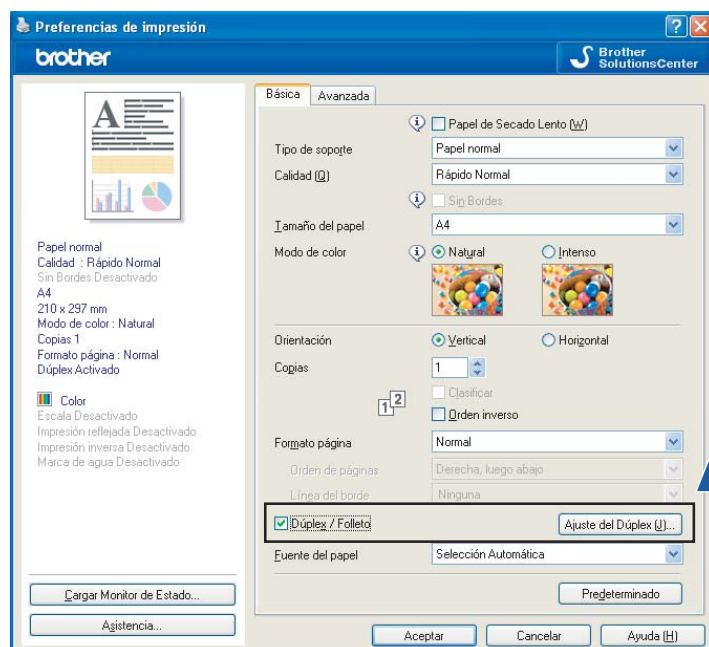 Preferencias de impresión
brother
Brother
SolutionsCenter
A
Papel normal
Calidad : Rápido Normal
Sin Bordes Desactivado
A4
210 x 297 mm
Modo de color : Natural
Copias 1
Formato página : Normal
Dúplex Activado
Color
Escala Desactivado
Impresión reflejada Desactivado
Impresión inversa Desactivado
Marca de agua Desactivado
Cargar Monitor de Estado...
Asistencia...
Básica Avanzada
Papel de Secado Lento (W)
Tipo de soporte Papel normal
Calidad (Q) Rápido Normal
Sin Bordes
Tamaño del papel A4
Modo de color Natural Intenso
Orientación Vertical Horizontal
Copias 1
Clasificar
1 2
Orden inverso
Formato página Normal
Orden de páginas Derecha, luego abajo
Línea del borde Ninguna
Dúplex / Folleto Ajuste del Dúplex (J)...
Fuente del papel Selección Automática
Predeterminado
Aceptar Cancelar Ayuda (H)